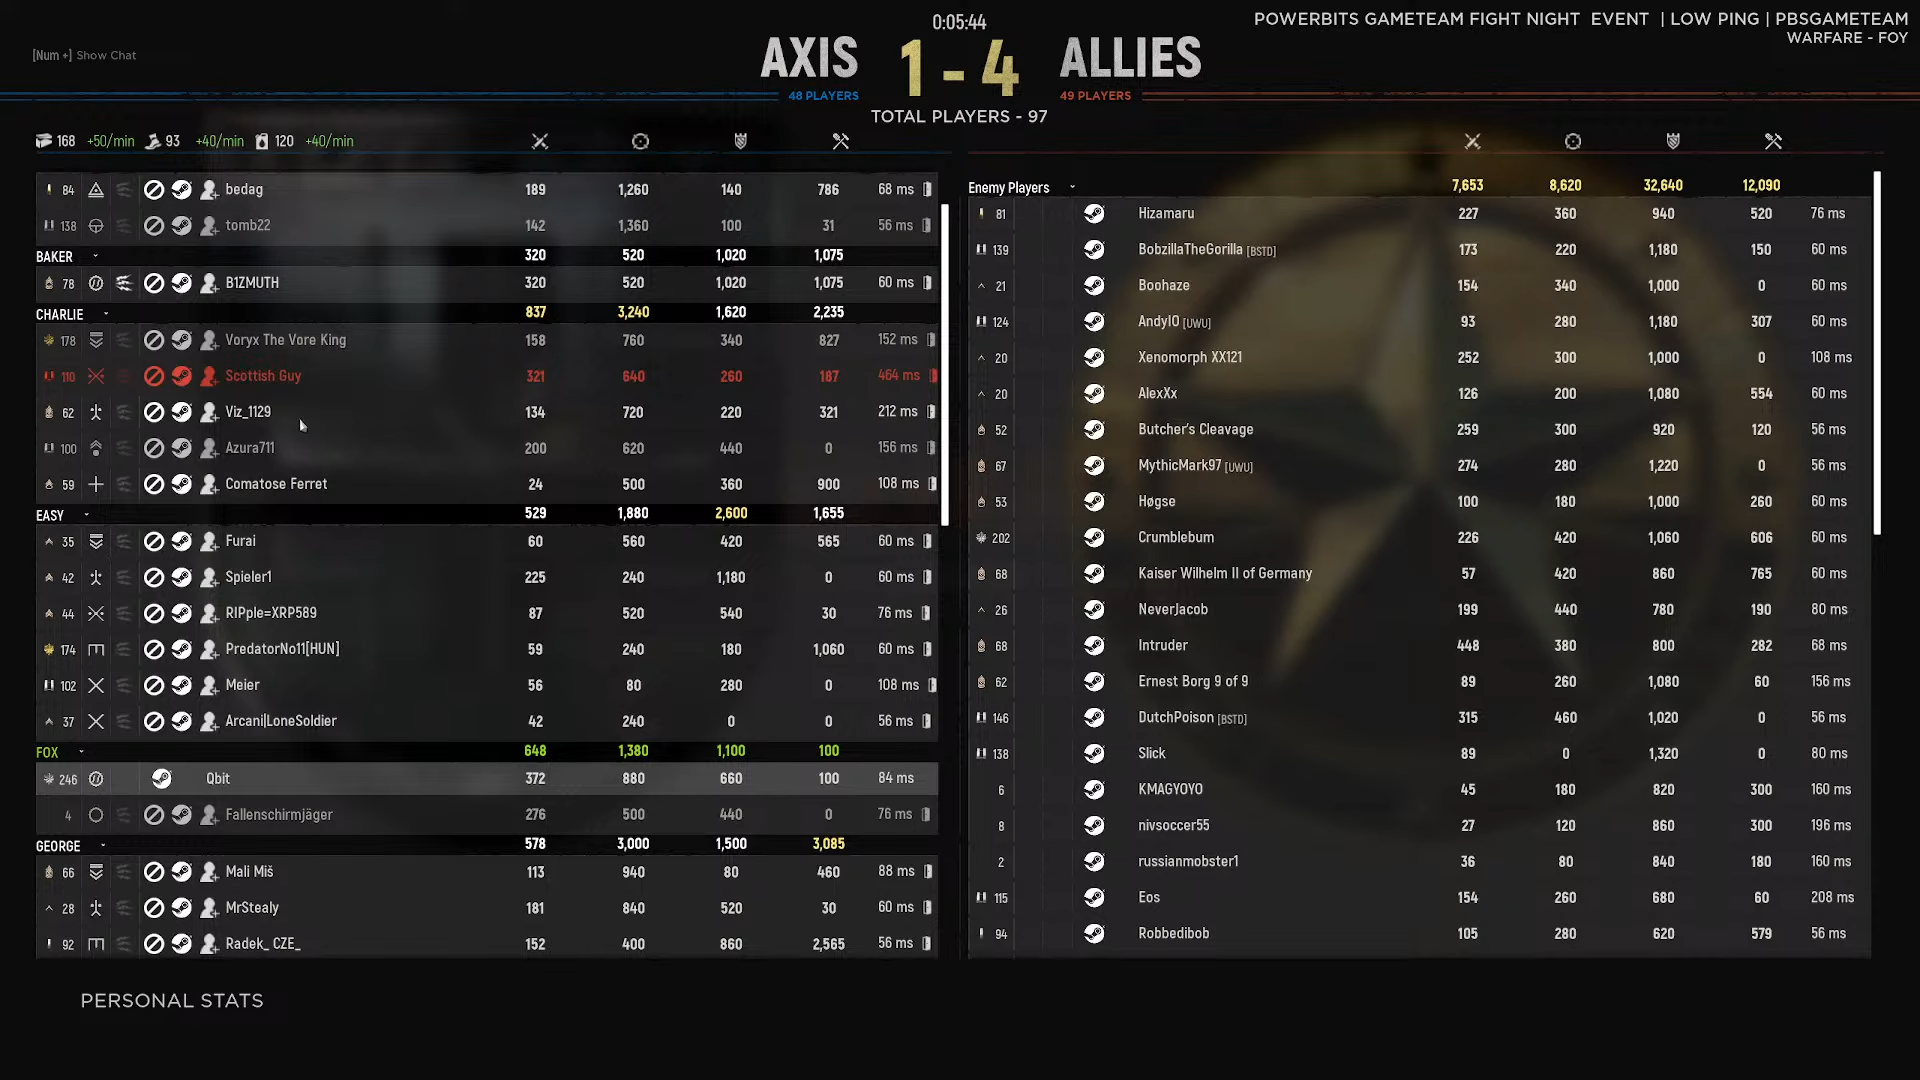 0:05:44
POWERBITS GAMETEAM FIGHT NIGHT EVENT | LOW PING | PBSGAMETEAM
WARFARE - FOY
[Num +] Show Chat
AXIS 1 - 4 ALLIES
48 PLAYERS 49 PLAYERS
TOTAL PLAYERS - 97
168 +50/min 93 +40/min 120 +40/min
84 bedag 189 1,260 140 786 68 ms
138 tomb22 142 1,360 100 31 56 ms
BAKER 320 520 1,020 1,075
78 B1ZMUTH 320 520 1,020 1,075 60 ms
CHARLIE 837 3,240 1,620 2,235
178 Voryx The Vore King 158 760 340 827 152 ms
110 Scottish Guy 321 640 260 187 464 ms
62 Viz_1129 134 720 220 321 212 ms
100 Azura711 200 620 440 0 156 ms
59 Comatose Ferret 24 500 360 900 108 ms
EASY 529 1,880 2,600 1,655
35 Furai 60 560 420 565 60 ms
42 Spieler1 225 240 1,180 0 60 ms
44 RIPple=XRP589 87 520 540 30 76 ms
174 PredatorNo11[HUN] 59 240 180 1,060 60 ms
102 Meier 56 80 280 0 108 ms
37 Arcani|LoneSoldier 42 240 0 0 56 ms
FOX 648 1,380 1,100 100
246 Qbit 372 880 660 100 84 ms
4 Fallenschirmjäger 276 500 440 0 76 ms
GEORGE 578 3,000 1,500 3,085
66 Mali Miš 113 940 80 460 88 ms
28 MrStealy 181 840 520 30 60 ms
92 Radek_ CZE_ 152 400 860 2,565 56 ms
Enemy Players 7,653 8,620 32,640 12,090
81 Hizamaru 227 360 940 520 76 ms
139 BobzillaTheGorilla [BSTD] 173 220 1,180 150 60 ms
21 Boohaze 154 340 1,000 0 60 ms
124 AndyIO [UWU] 93 280 1,180 307 60 ms
20 Xenomorph XX121 252 300 1,000 0 108 ms
20 AlexXx 126 200 1,080 554 60 ms
52 Butcher's Cleavage 259 300 920 120 56 ms
67 MythicMark97 [UWU] 274 280 1,220 0 56 ms
53 Høgse 100 180 1,000 260 60 ms
202 Crumblebum 226 420 1,060 606 60 ms
68 Kaiser Wilhelm II of Germany 57 420 860 765 60 ms
26 NeverJacob 199 440 780 190 80 ms
68 Intruder 448 380 800 282 68 ms
62 Ernest Borg 9 of 9 89 260 1,080 60 156 ms
146 DutchPoison [BSTD] 315 460 1,020 0 56 ms
138 Slick 89 0 1,320 0 80 ms
6 KMAGYOYO 45 180 820 300 160 ms
8 nivsoccer55 27 120 860 300 196 ms
2 russianmobster1 36 80 840 180 160 ms
115 Eos 154 260 680 60 208 ms
94 Robbedibob 105 280 620 579 56 ms
PERSONAL STATS